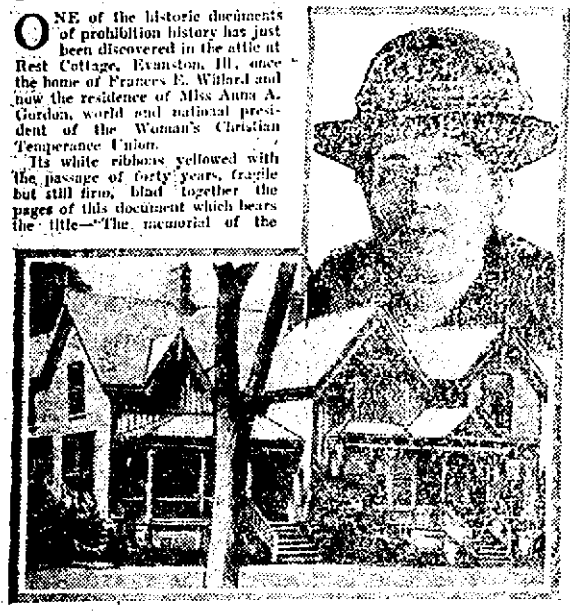 ONE of the historic documents
of prohibition history has just
been discovered in the attic at
Rest Cottage, Evanston, Ill., once
the home of Frances E. Willard and
now the residence of Miss Anna A.
Gordon, world and national presi-
dent of the Woman's Christian
Temperance Union.
Its white ribbons yellowed with
the passage of forty years, fragile
but still firm, bind together the
pages of this document which bears
the title—"The memorial of the